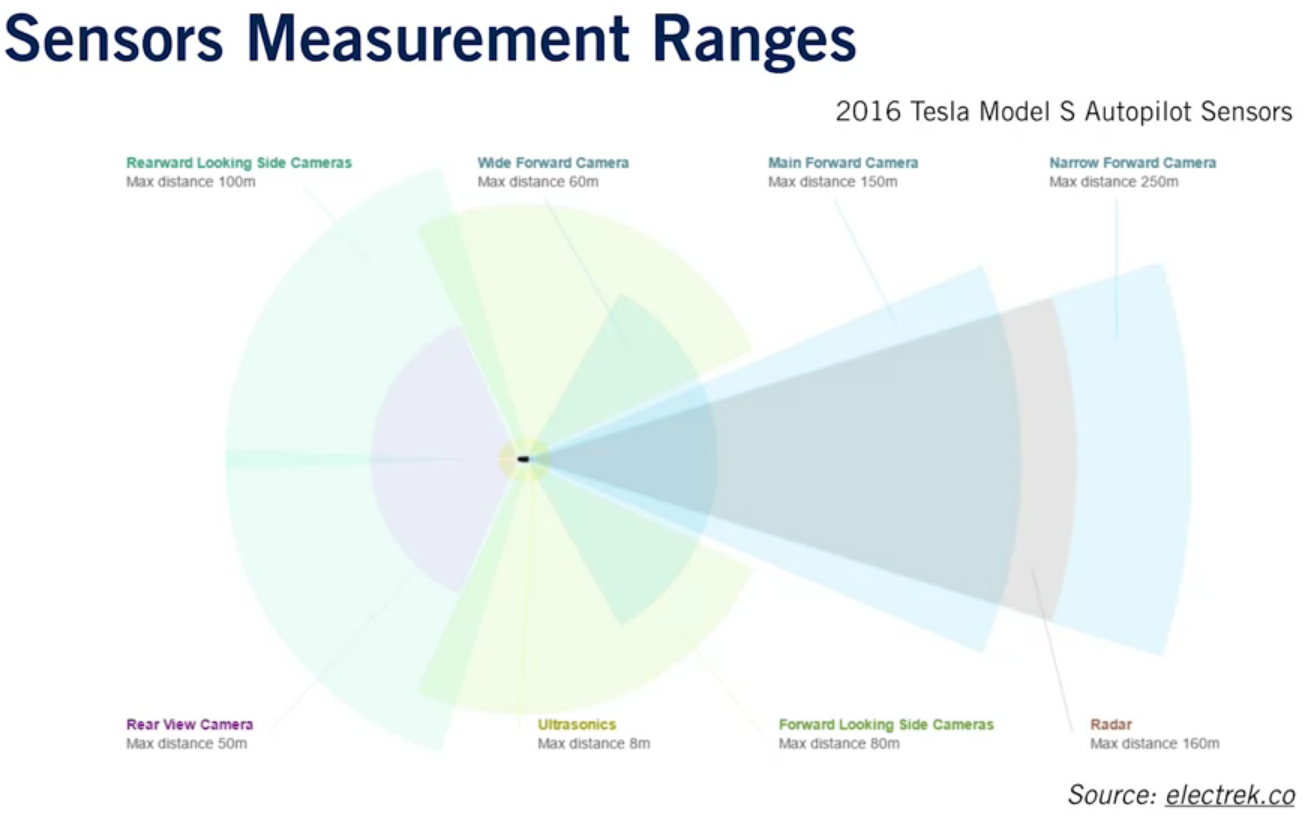 Sensors Measurement Ranges
2016 Tesla Model S Autopilot Sensors
Rearward Looking Side Cameras
Max distance 100m
Wide Forward Camera
Max distance 60m
Main Forward Camera
Max distance 150m
Narrow Forward Camera
Max distance 250m
Rear View Camera
Max distance 50m
Ultrasonics
Max distance 8m
Forward Looking Side Cameras
Max distance 80m
Radar
Max distance 160m
Source: electrek.co